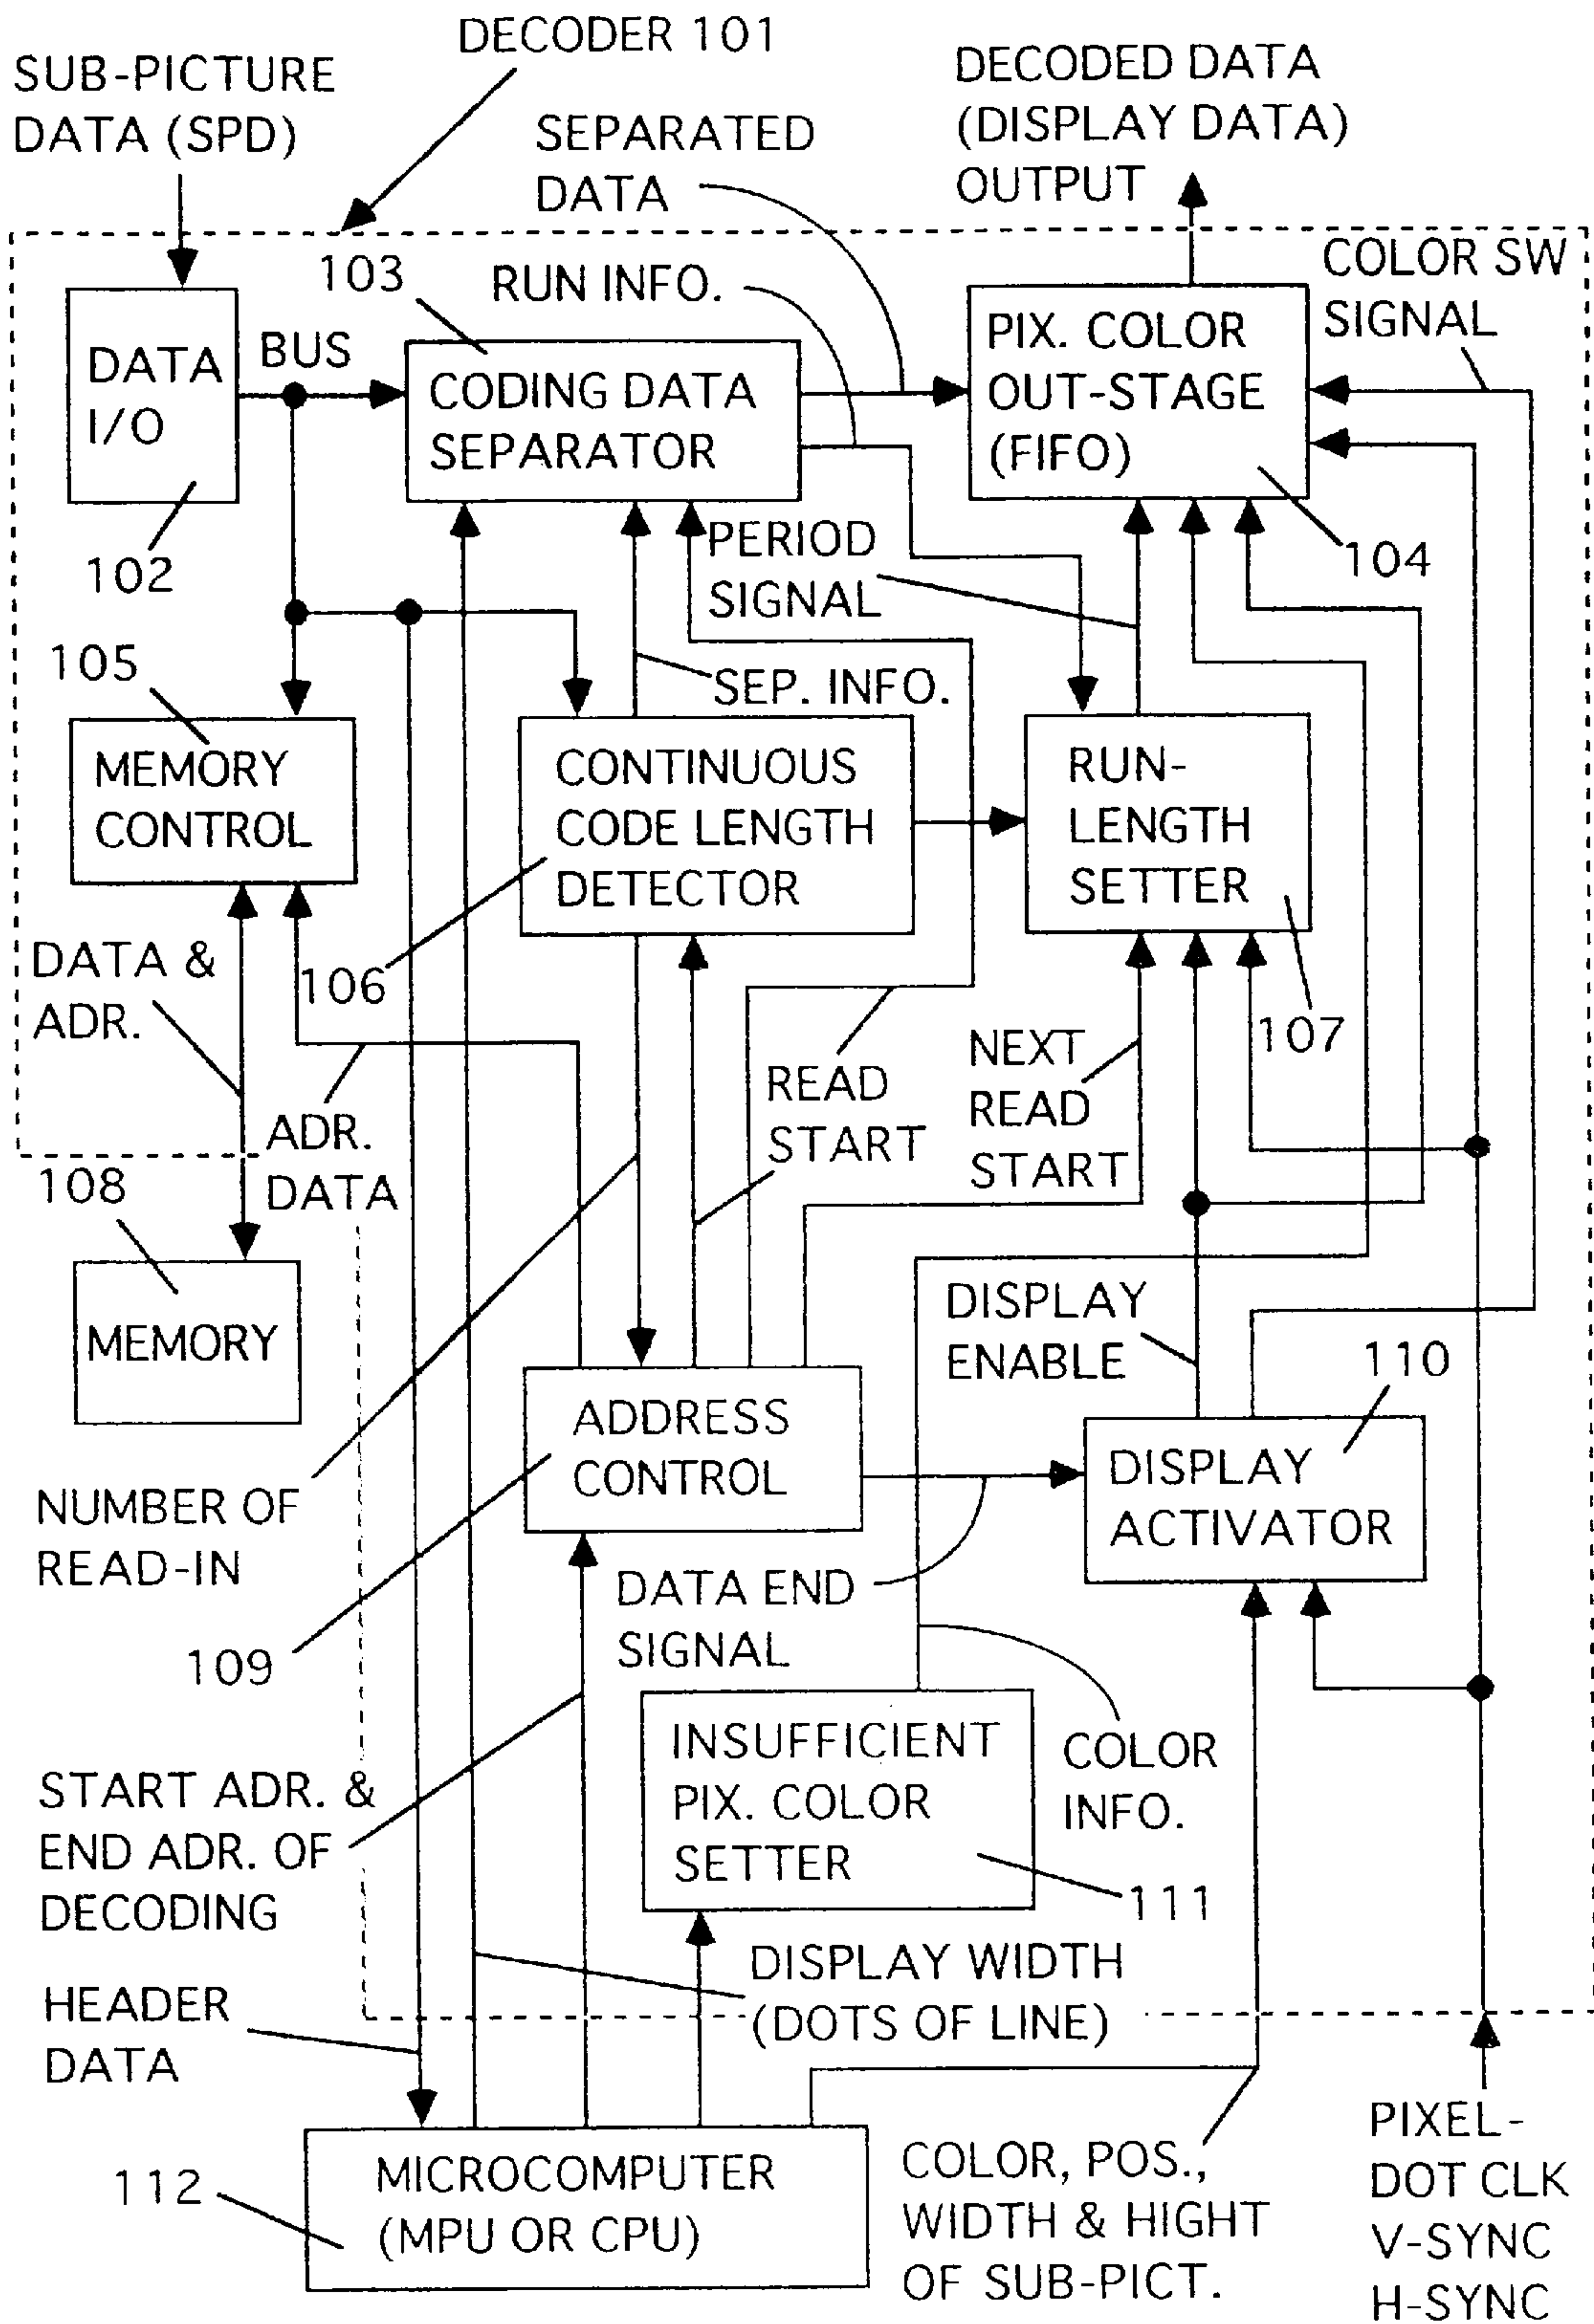 DECODER 101
SUB-PICTURE
DATA (SPD)
SEPARATED
DATA
DECODED DATA
(DISPLAY DATA)
OUTPUT
103
RUN INFO.
COLOR SW
SIGNAL
DATA
I/O
BUS
CODING DATA
SEPARATOR
PIX. COLOR
OUT-STAGE
(FIFO)
102
PERIOD
SIGNAL
104
105
SEP. INFO.
MEMORY
CONTROL
CONTINUOUS
CODE LENGTH
DETECTOR
RUN-
LENGTH
SETTER
DATA &
ADR.
106
107
READ
START
NEXT
READ
START
ADR.
DATA
108
MEMORY
DISPLAY
ENABLE
110
ADDRESS
CONTROL
DISPLAY
ACTIVATOR
NUMBER OF
READ-IN
DATA END
SIGNAL
109
INSUFFICIENT
PIX. COLOR
SETTER
COLOR
INFO.
START ADR. &
END ADR. OF
DECODING
111
DISPLAY WIDTH
(DOTS OF LINE)
HEADER
DATA
112
MICROCOMPUTER
(MPU OR CPU)
COLOR, POS.,
WIDTH & HIGHT
OF SUB-PICT.
PIXEL-
DOT CLK
V-SYNC
H-SYNC